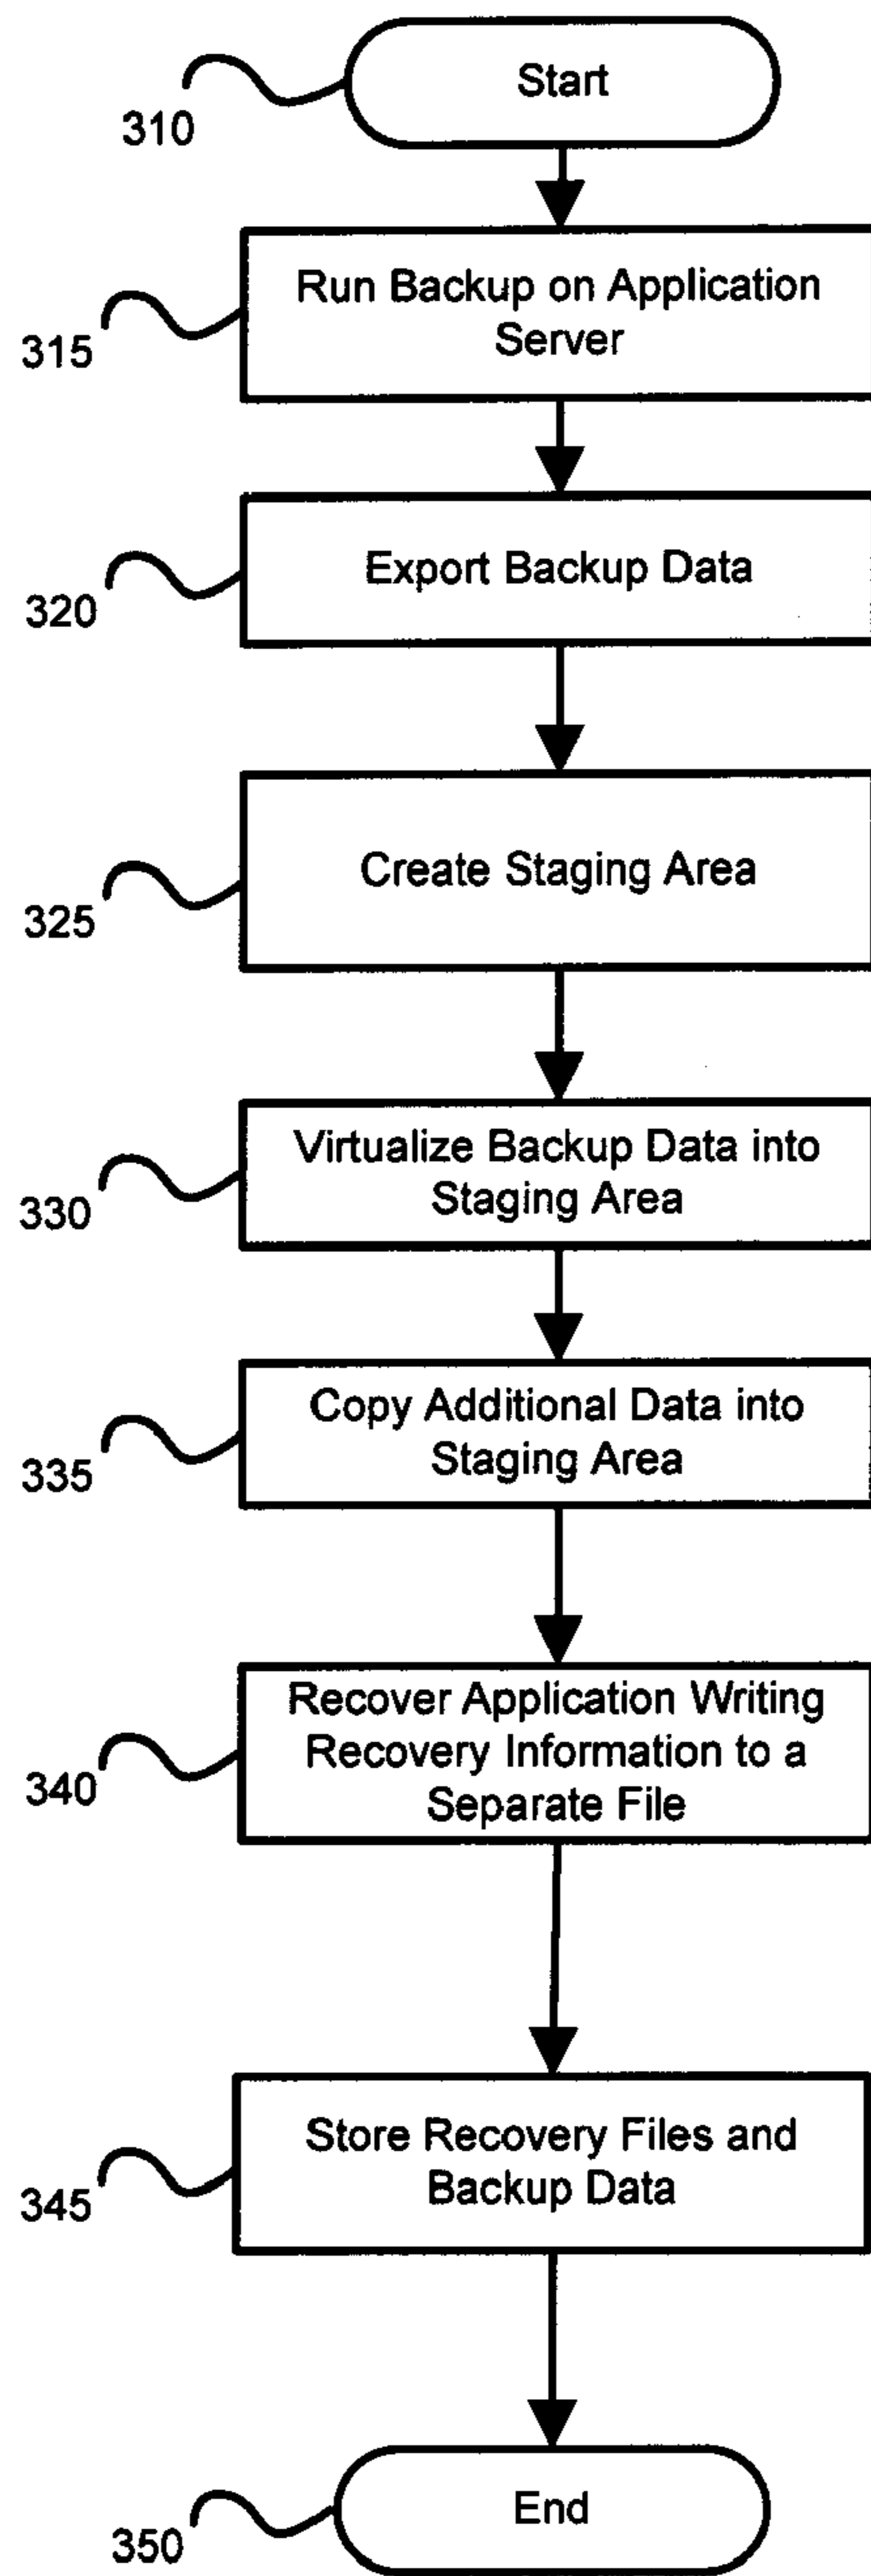 Start
310
Run Backup on Application
Server
315
Export Backup Data
320
Create Staging Area
325
Virtualize Backup Data into
Staging Area
330
Copy Additional Data into
Staging Area
335
Recover Application Writing
Recovery Information to a
Separate File
340
Store Recovery Files and
Backup Data
345
End
350